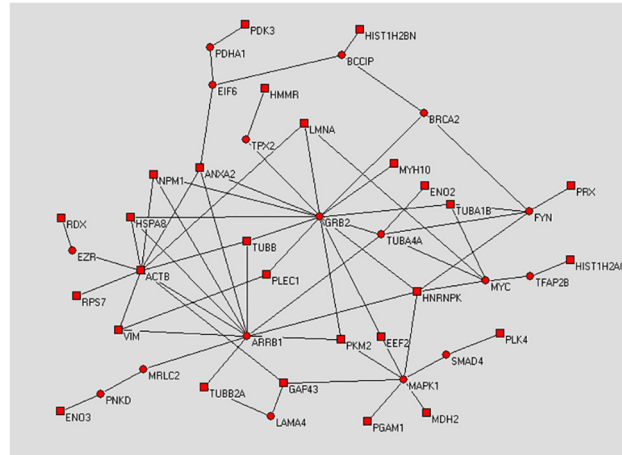 PDK3
HIST1H2BN
PDHA1
BCCIP
EIF6
HMMR
LMNA
BRCA2
TPX2
NPM1
ANXA2
MYH10
ENO2
PRX
TUBA1B
RDX
HSPA8
GRB2
FYN
TUBB
TUBA4A
EZR
HIST1H2A
ACTB
PLEC1
MYC
TFAP2B
RPS7
HNRNPK
VIM
ARRB1
PKM2
EEF2
PLK4
SMAD4
MRLC2
MAPK1
PNKD
TUBB2A
GAP43
ENO3
LAMA4
PGAM1
MDH2